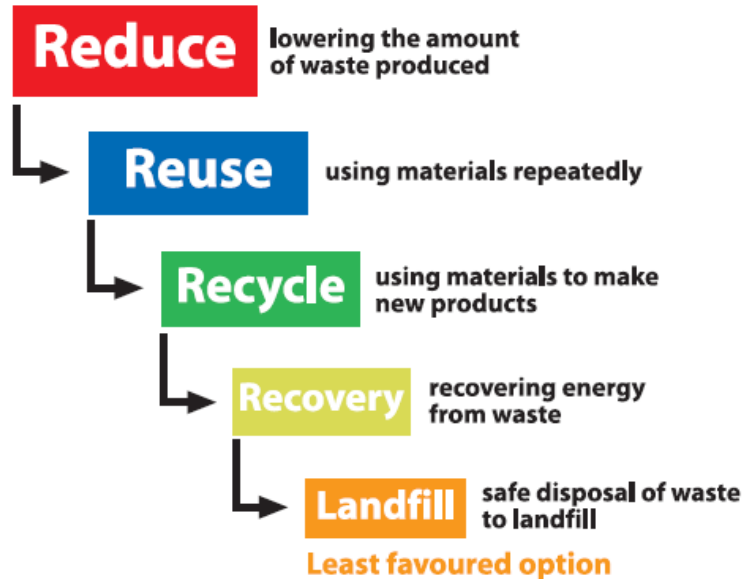 Reduce
lowering the amount
of waste produced
Reuse
using materials repeatedly
Recycle
using materials to make
new products
Recovery
recovering energy
from waste
Landfill
safe disposal of waste
to landfill
Least favoured option